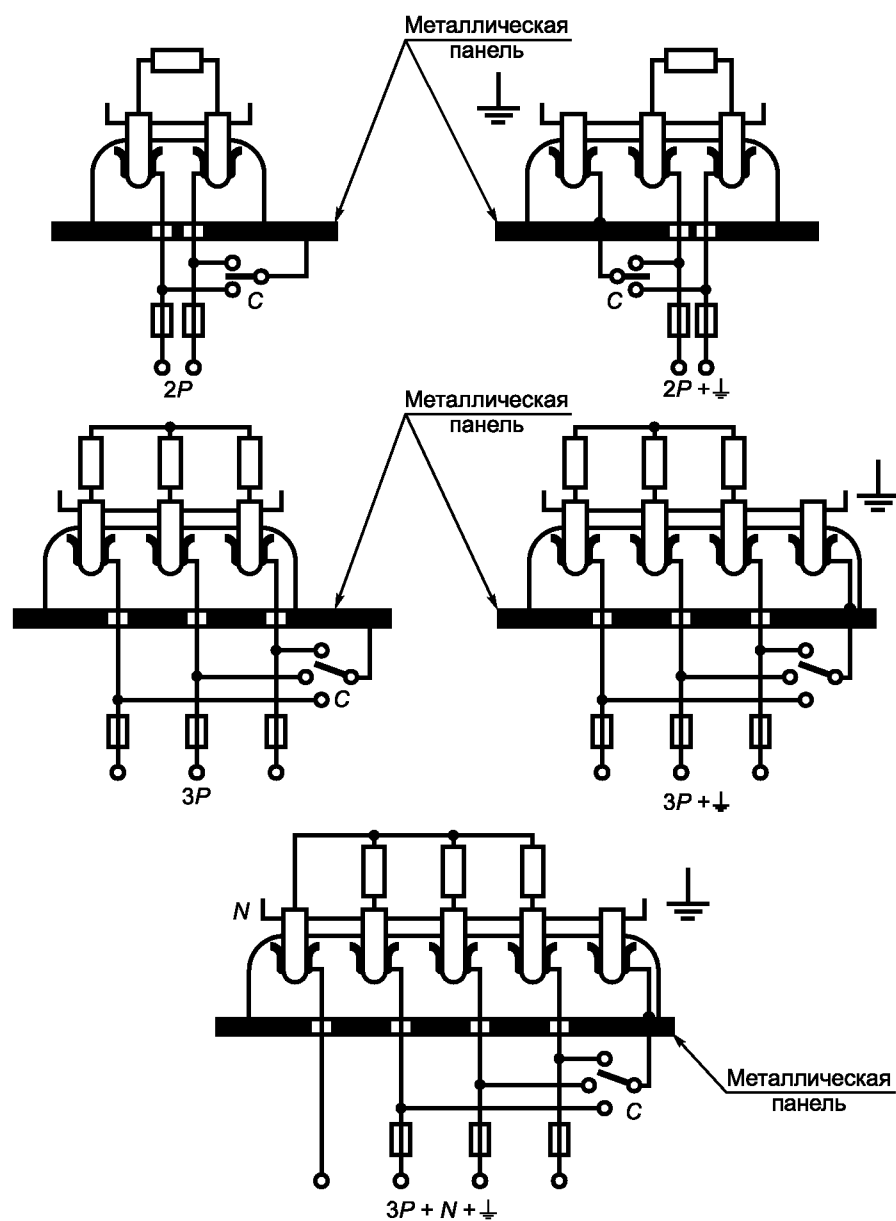 Металлическая
панель
C
C
2P
2P + ⏚
Металлическая
панель
C
3P
3P + ⏚
N
C
Металлическая
панель
3P + N + ⏚